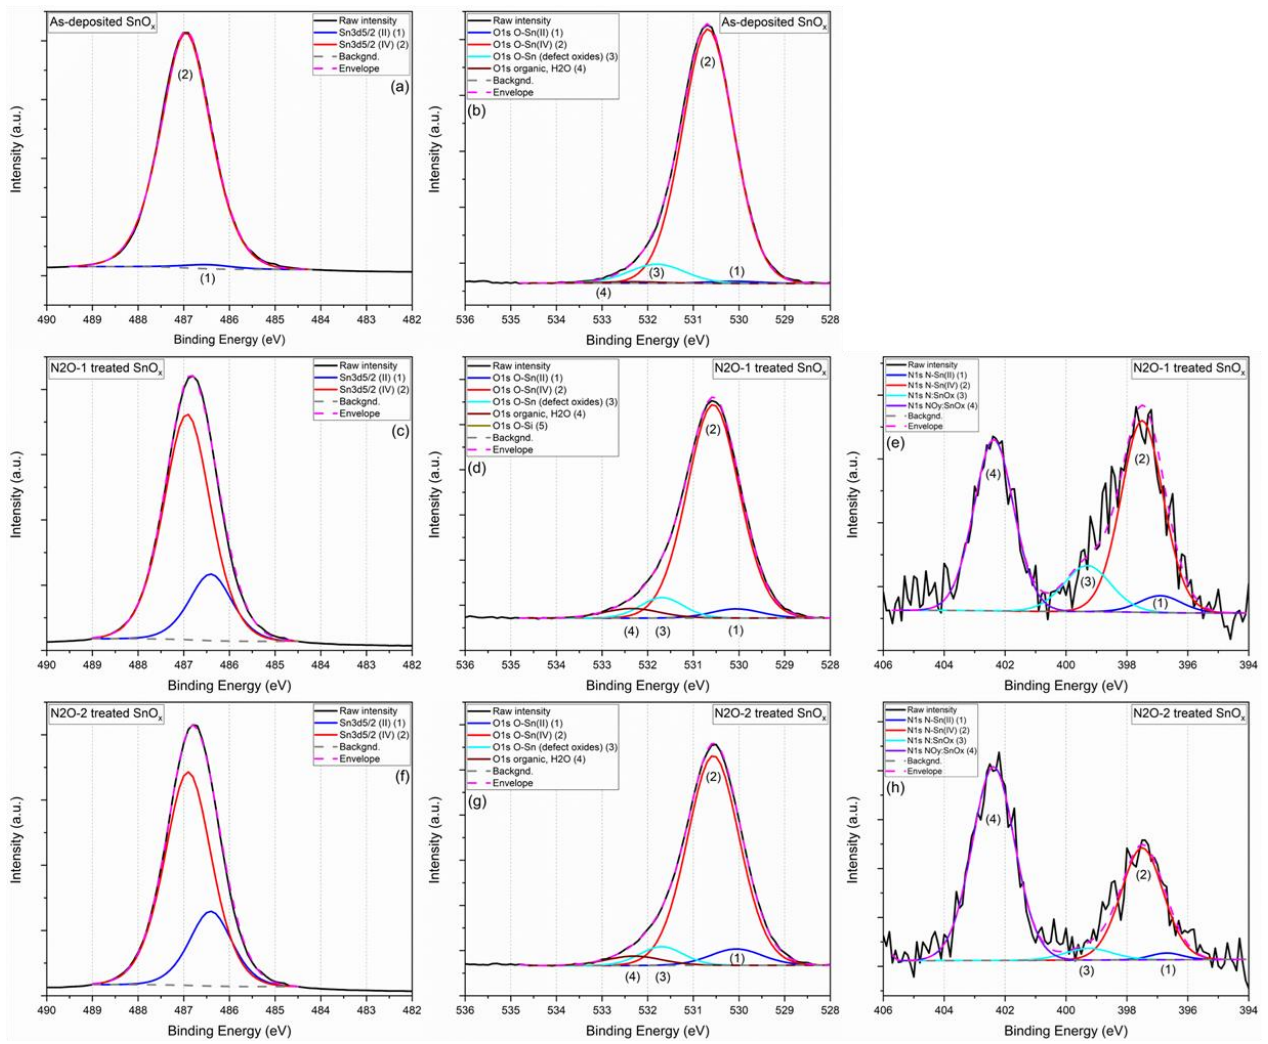 As-deposited SnOx
Raw intensity
Sn3d5/2 (II) (1)
Sn3d5/2 (IV) (2)
Backgnd.
Envelope
(a)
(2)
(1)
Intensity (a.u.)
490 489 488 487 486 485 484 483 482
Binding Energy (eV)
Raw intensity
O1s O-Sn(II) (1)
O1s O-Sn(IV) (2)
O1s O-Sn (defect oxides) (3)
O1s organic, H2O (4)
Backgnd.
Envelope
As-deposited SnOx
(b)
(2)
(3)
(1)
(4)
Intensity (a.u.)
536 535 534 533 532 531 530 529 528
Binding Energy (eV)
N2O-1 treated SnOx
Raw intensity
Sn3d5/2 (II) (1)
Sn3d5/2 (IV) (2)
Backgnd.
Envelope
(c)
Intensity (a.u.)
490 489 488 487 486 485 484 483 482
Binding Energy (eV)
Raw intensity
O1s O-Sn(II) (1)
O1s O-Sn(IV) (2)
O1s O-Sn (defect oxides) (3)
O1s organic, H2O (4)
O1s O-Si (5)
Backgnd.
Envelope
N2O-1 treated SnOx
(d)
(2)
(4) (3) (1)
Intensity (a.u.)
536 535 534 533 532 531 530 529 528
Binding Energy (eV)
Raw intensity
N1s N-Sn(II) (1)
N1s N-Sn(IV) (2)
N1s N:SnOx (3)
N1s NOy:SnOx (4)
Backgnd.
Envelope
N2O-1 treated SnOx
(e)
(2)
(4)
(3)
(1)
Intensity (a.u.)
406 404 402 400 398 396 394
Binding Energy (eV)
N2O-2 treated SnOx
Raw intensity
Sn3d5/2 (II) (1)
Sn3d5/2 (IV) (2)
Backgnd.
Envelope
(f)
Intensity (a.u.)
490 489 488 487 486 485 484 483 482
Binding Energy (eV)
Raw intensity
O1s O-Sn(II) (1)
O1s O-Sn(IV) (2)
O1s O-Sn (defect oxides) (3)
O1s organic, H2O (4)
Backgnd.
Envelope
N2O-2 treated SnOx
(g)
(2)
(1)
(4) (3)
Intensity (a.u.)
536 535 534 533 532 531 530 529 528
Binding Energy (eV)
Raw intensity
N1s N-Sn(II) (1)
N1s N-Sn(IV) (2)
N1s N:SnOx (3)
N1s NOy:SnOx (4)
Backgnd.
Envelope
N2O-2 treated SnOx
(h)
(4)
(2)
(3) (1)
Intensity (a.u.)
406 404 402 400 398 396 394
Binding Energy (eV)